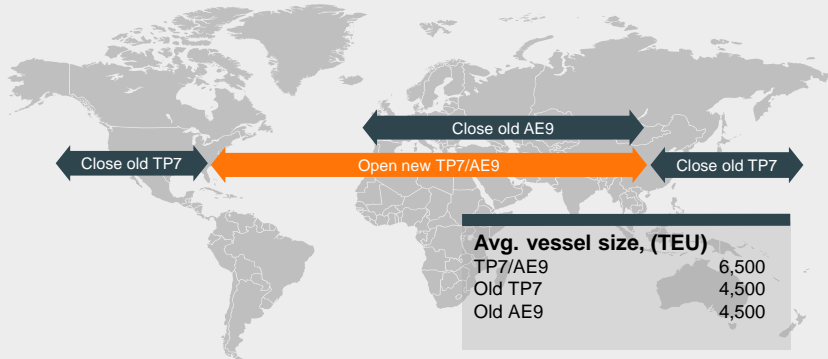 Close old AE9
Close old TP7
Open new TP7/AE9
Close old TP7
Avg. vessel size, (TEU)
TP7/AE9 6,500
Old TP7 4,500
Old AE9 4,500